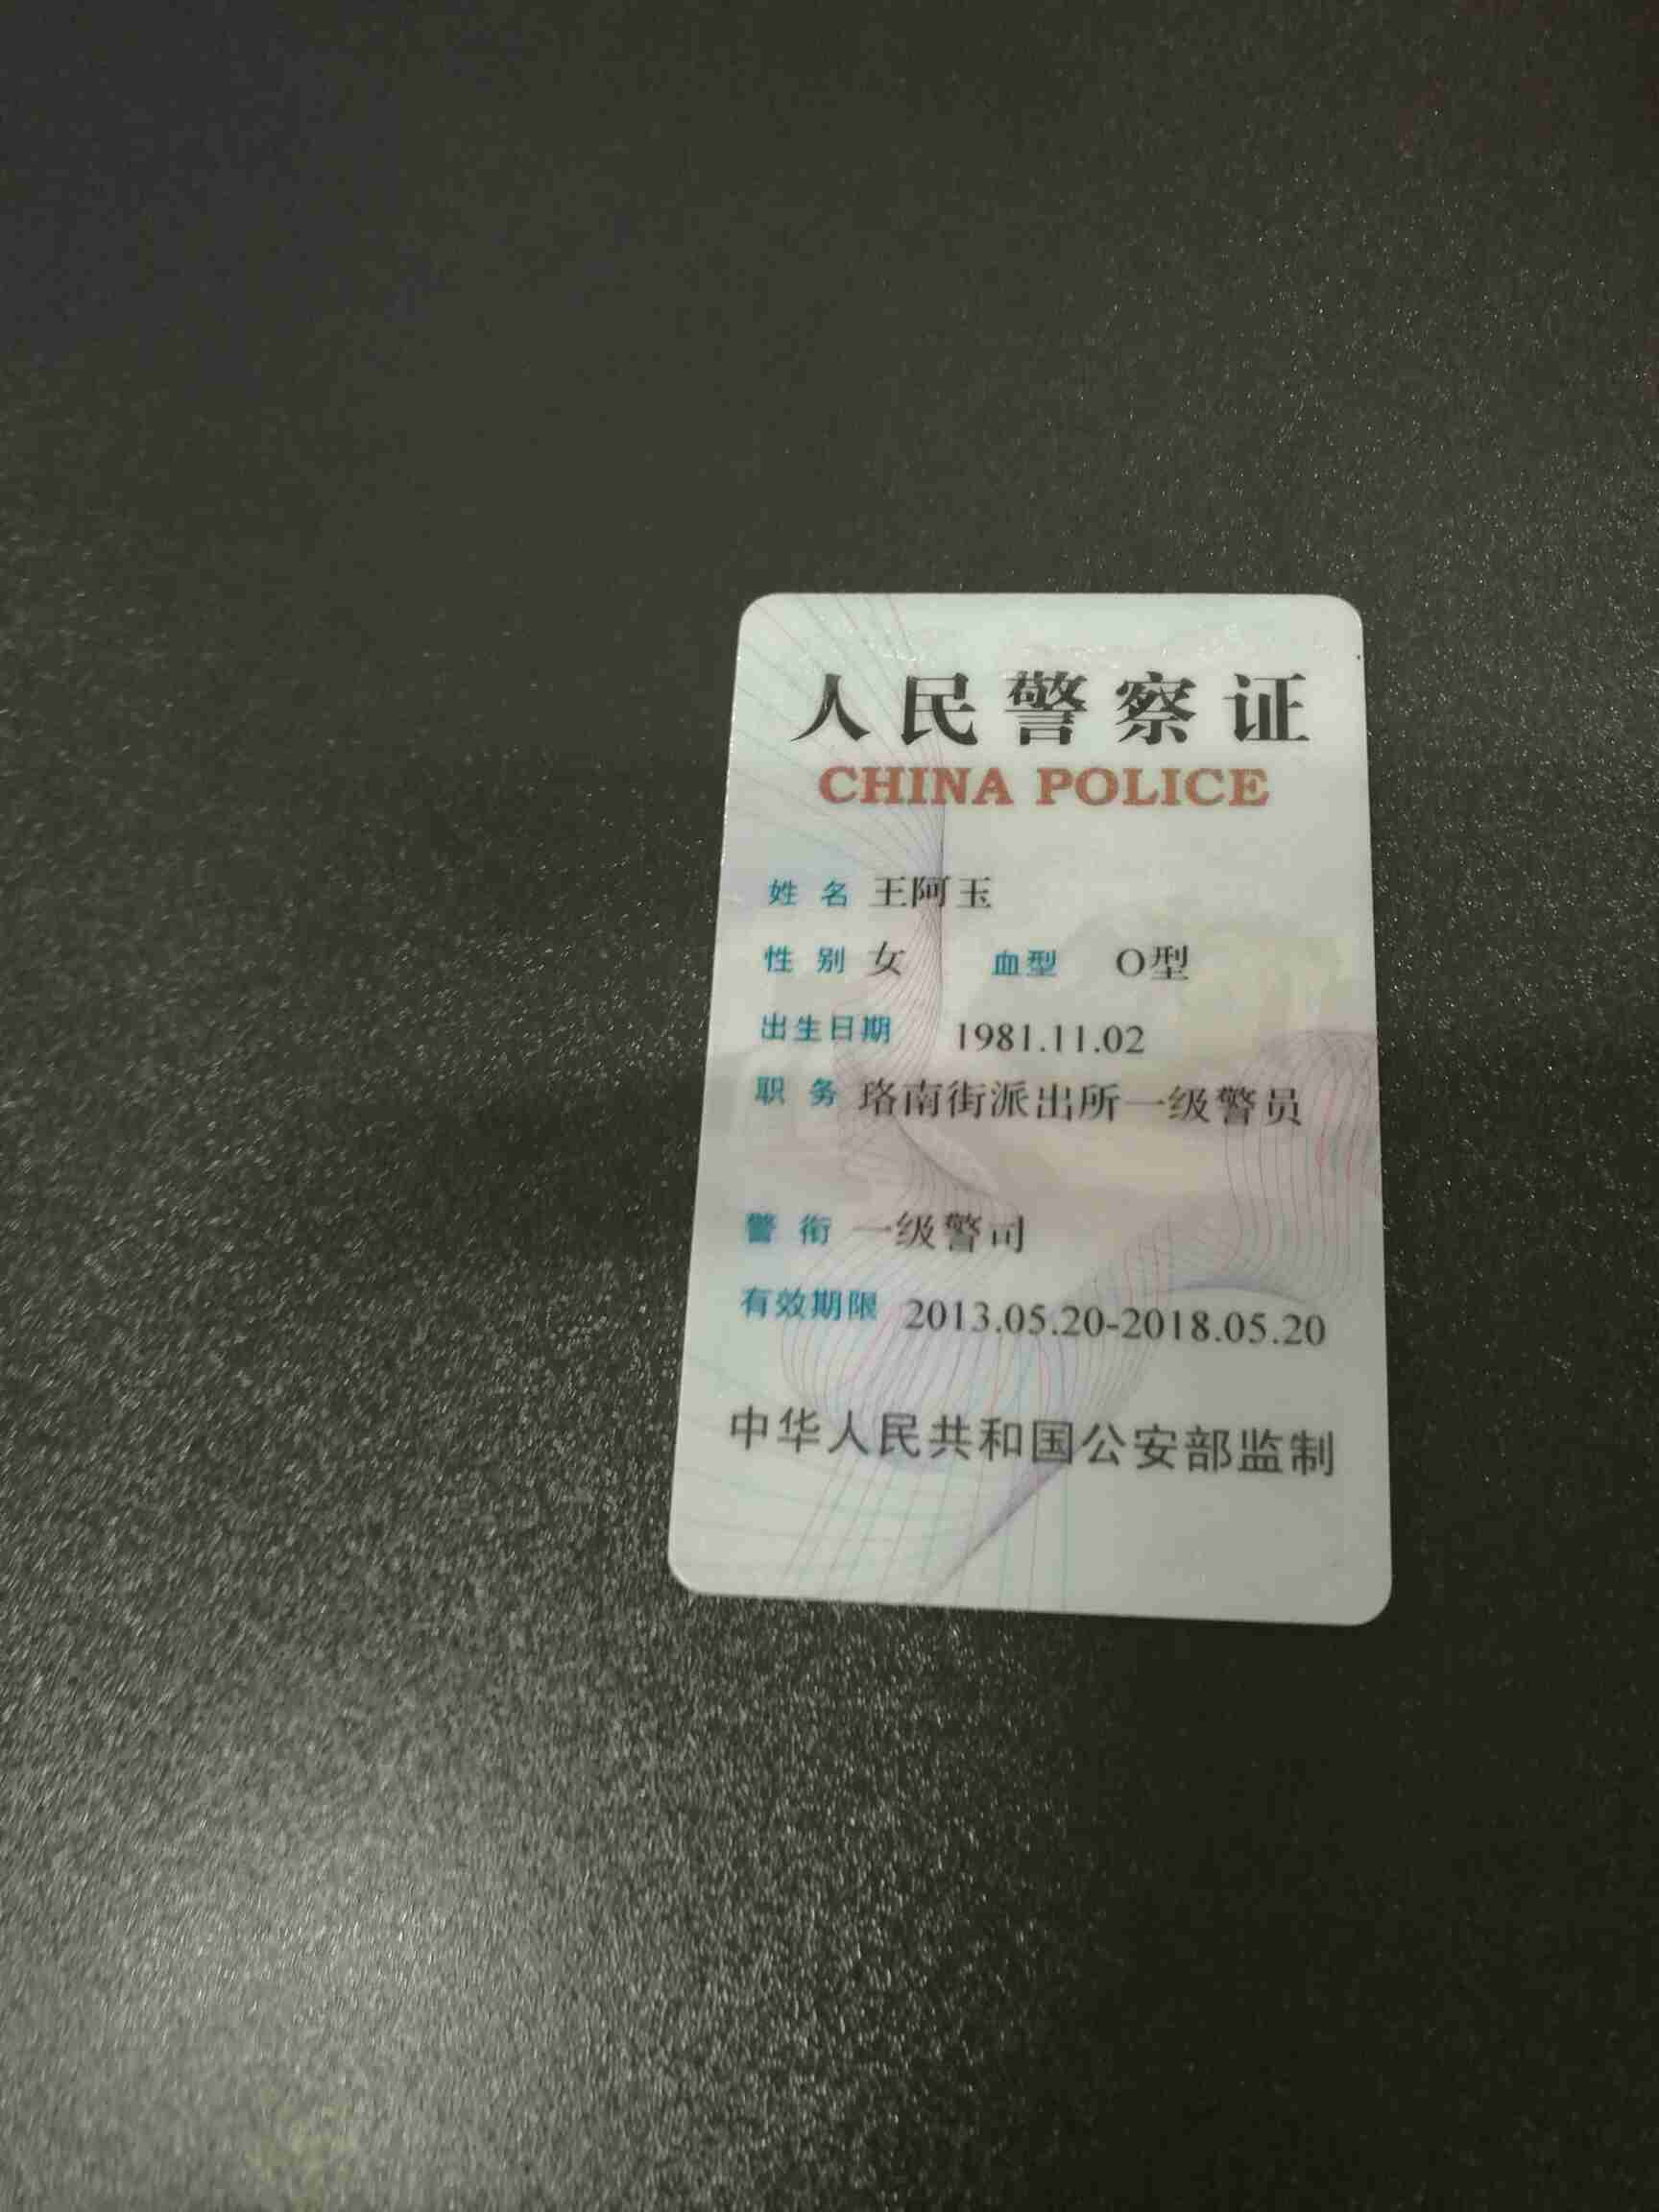 人民警察证
CHINA POLICE
姓名 王阿玉
性别 女 血型 O型
出生日期 1981.11.02
职务 珞南街派出所一级警员
警衔 一级警司
有效期限 2013.05.20-2018.05.20
中华人民共和国公安部监制